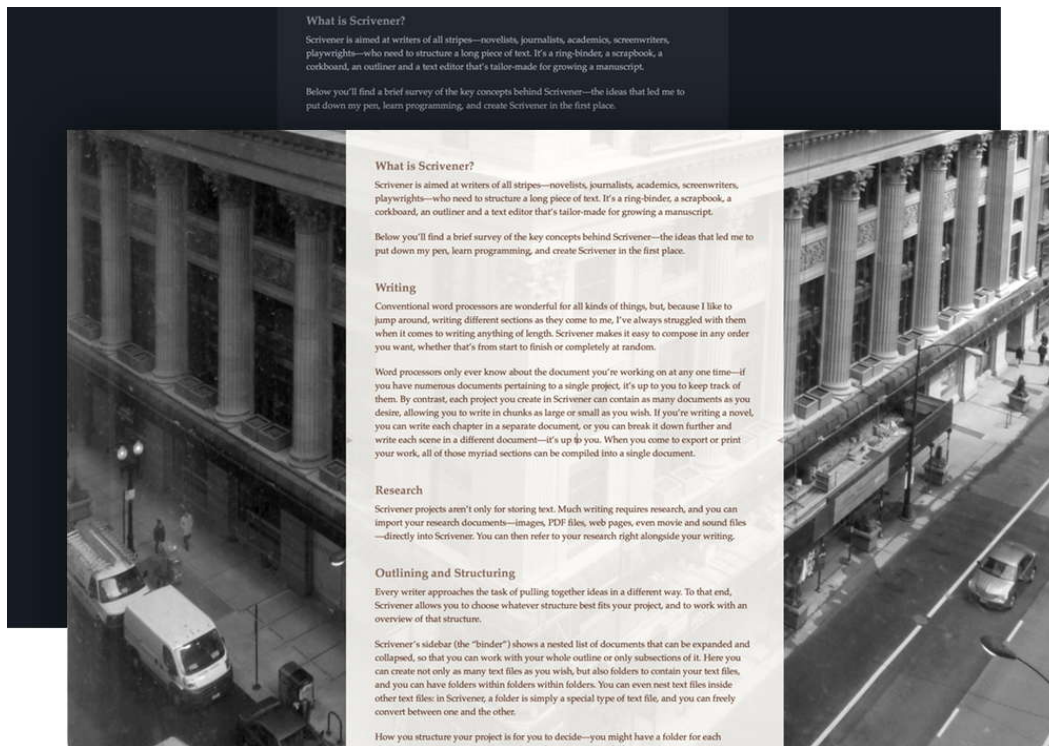 What is Scrivener?
Scrivener is aimed at writers of all stripes—novelists, journalists, academics, screenwriters,
playwrights—who need to structure a long piece of text. It's a ring-binder, a scrapbook, a
corkboard, an outliner and a text editor that's tailor-made for growing a manuscript.
Below you'll find a brief survey of the key concepts behind Scrivener—the ideas that led me to
put down my pen, learn programming, and create Scrivener in the first place.
What is Scrivener?
Scrivener is aimed at writers of all stripes—novelists, journalists, academics, screenwriters,
playwrights—who need to structure a long piece of text. It's a ring-binder, a scrapbook, a
corkboard, an outliner and a text editor that's tailor-made for growing a manuscript.
Below you'll find a brief survey of the key concepts behind Scrivener—the ideas that led me to
put down my pen, learn programming, and create Scrivener in the first place.
Writing
Conventional word processors are wonderful for all kinds of things, but, because I like to
jump around, writing different sections as they come to me, I've always struggled with them
when it comes to writing anything of length. Scrivener makes it easy to compose in any order
you want, whether that's from start to finish or completely at random.
Word processors only ever know about the document you're working on at any one time—if
you have numerous documents pertaining to a single project, it's up to you to keep track of
them. By contrast, each project you create in Scrivener can contain as many documents as you
desire, allowing you to write in chunks as large or small as you wish. If you're writing a novel,
you can write each chapter in a separate document, or you can break it down further and
write each scene in a different document—it's up to you. When you come to export or print
your work, all of those myriad sections can be compiled into a single document.
Research
Scrivener projects aren't only for storing text. Much writing requires research, and you can
import your research documents—images, PDF files, web pages, even movie and sound files
—directly into Scrivener. You can then refer to your research right alongside your writing.
Outlining and Structuring
Every writer approaches the task of pulling together ideas in a different way. To that end,
Scrivener allows you to choose whatever structure best fits your project, and to work with an
overview of that structure.
Scrivener's sidebar (the "binder") shows a nested list of documents that can be expanded and
collapsed, so that you can work with your whole outline or only subsections of it. Here you
can create not only as many text files as you wish, but also folders to contain your text files,
and you can have folders within folders within folders. You can even nest text files inside
other text files: in Scrivener, a folder is simply a special type of text file, and you can freely
convert between one and the other.
How you structure your project is for you to decide—you might have a folder for each